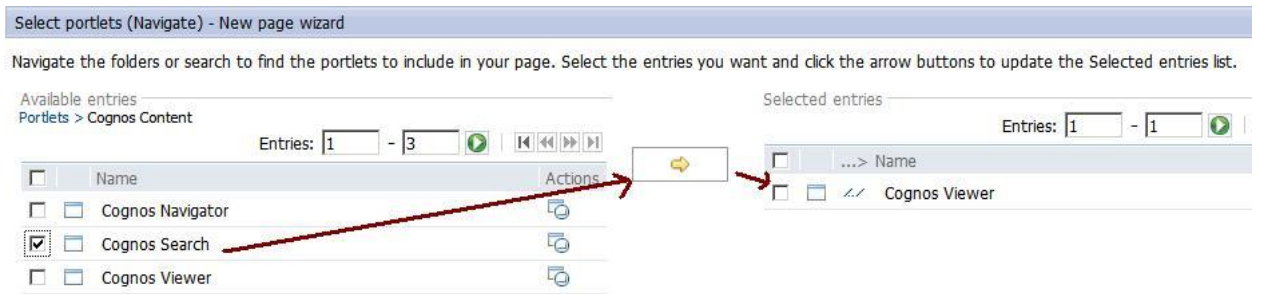 Select portlets (Navigate) - New page wizard
Navigate the folders or search to find the portlets to include in your page. Select the entries you want and click the arrow buttons to update the Selected entries list.
Available entries
Portlets > Cognos Content
Entries: 1 - 3
Name Actions
Cognos Navigator
Cognos Search
Cognos Viewer
Selected entries
Entries: 1 - 1
...> Name
Cognos Viewer